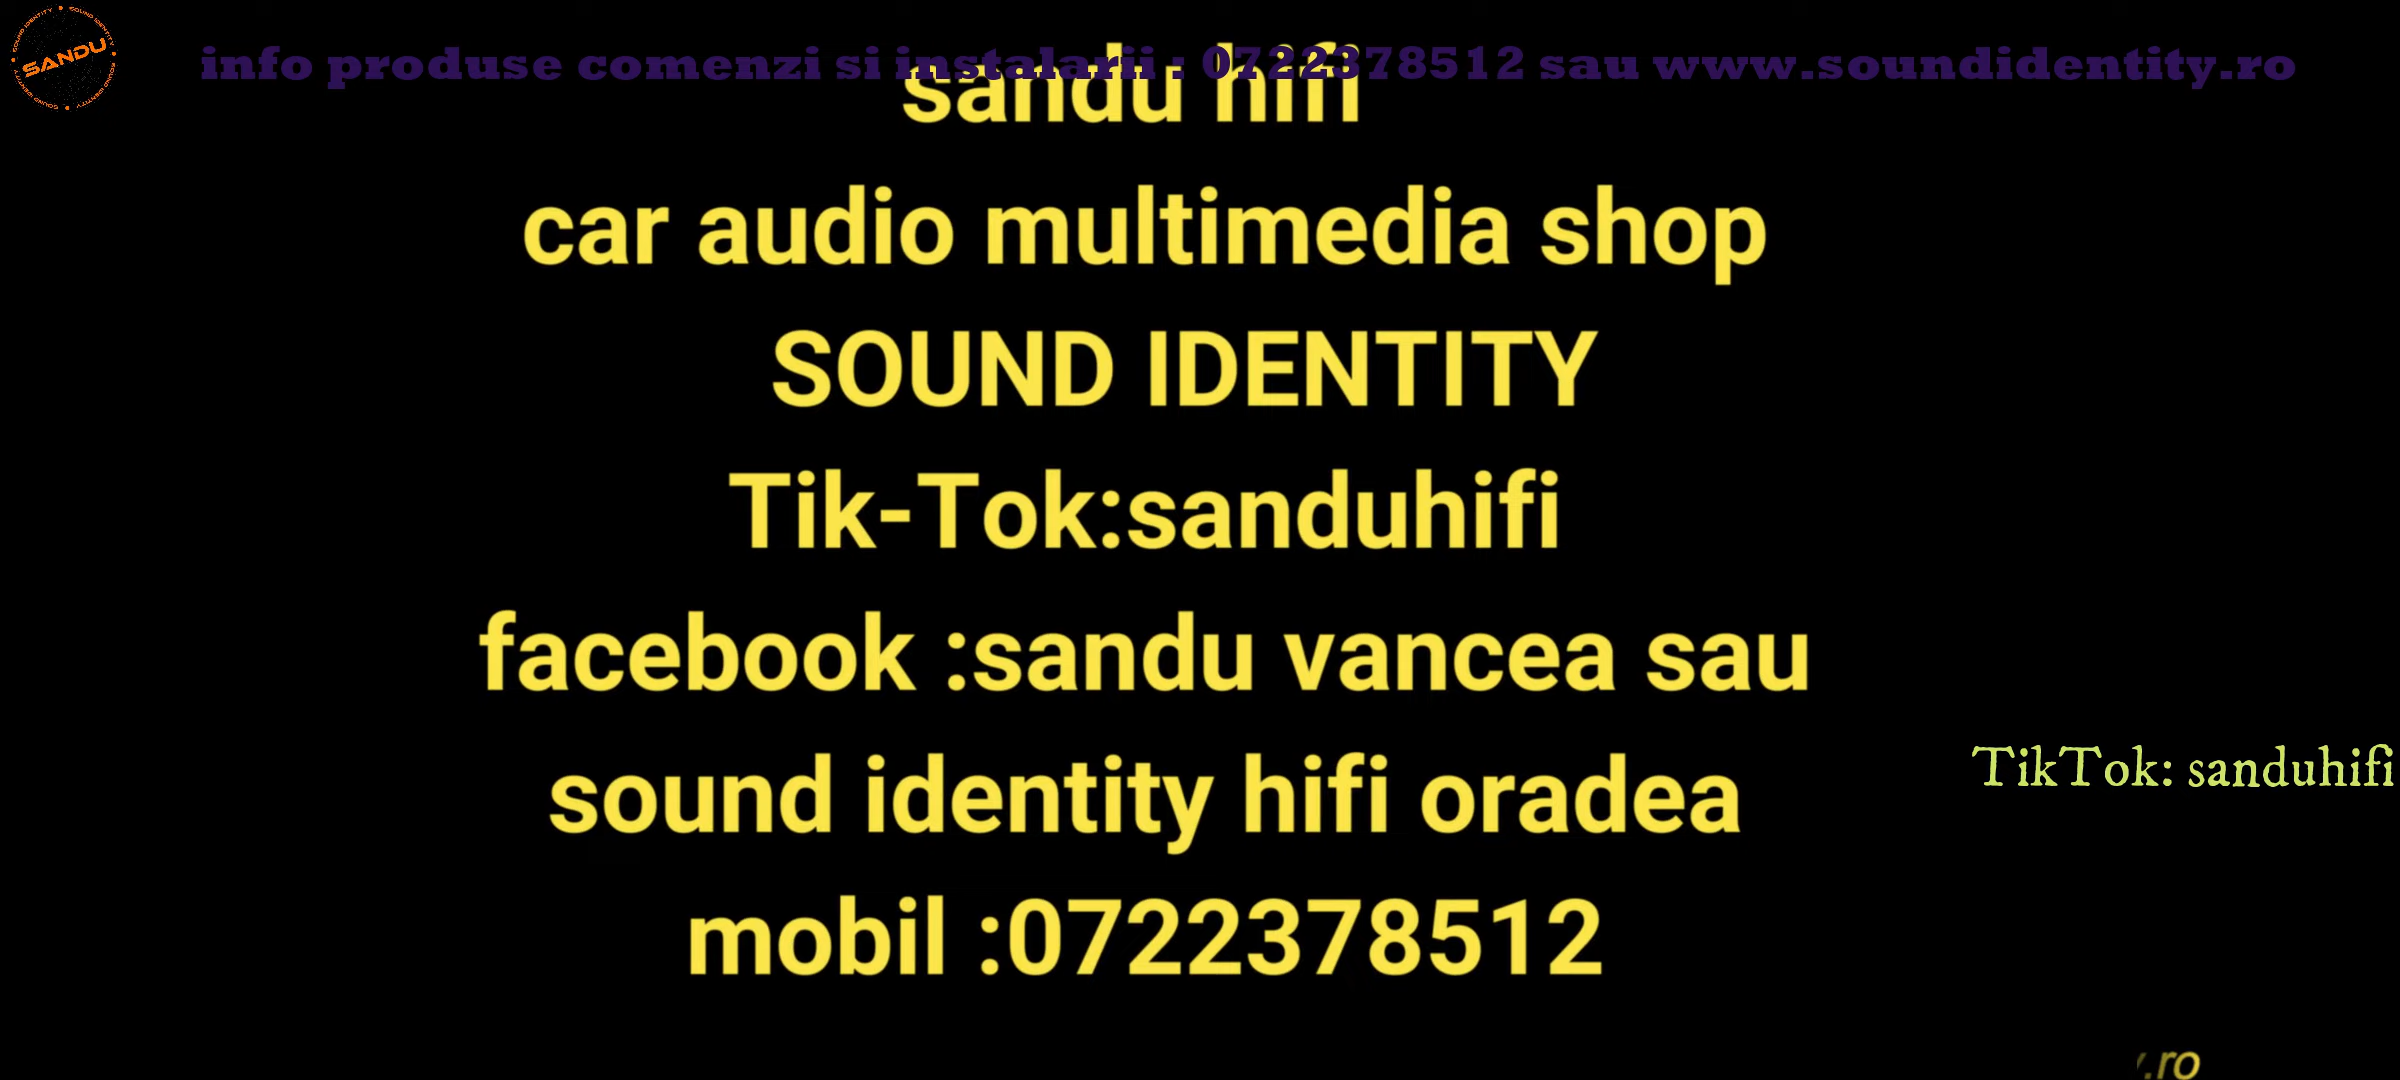 SANDU
info produse comenzi si instalarii : 0722378512 sau www.soundidentity.ro
sandu hifi
car audio multimedia shop
SOUND IDENTITY
Tik-Tok:sanduhifi
facebook :sandu vancea sau
TikTok: sanduhifi
sound identity hifi oradea
mobil :0722378512
.ro